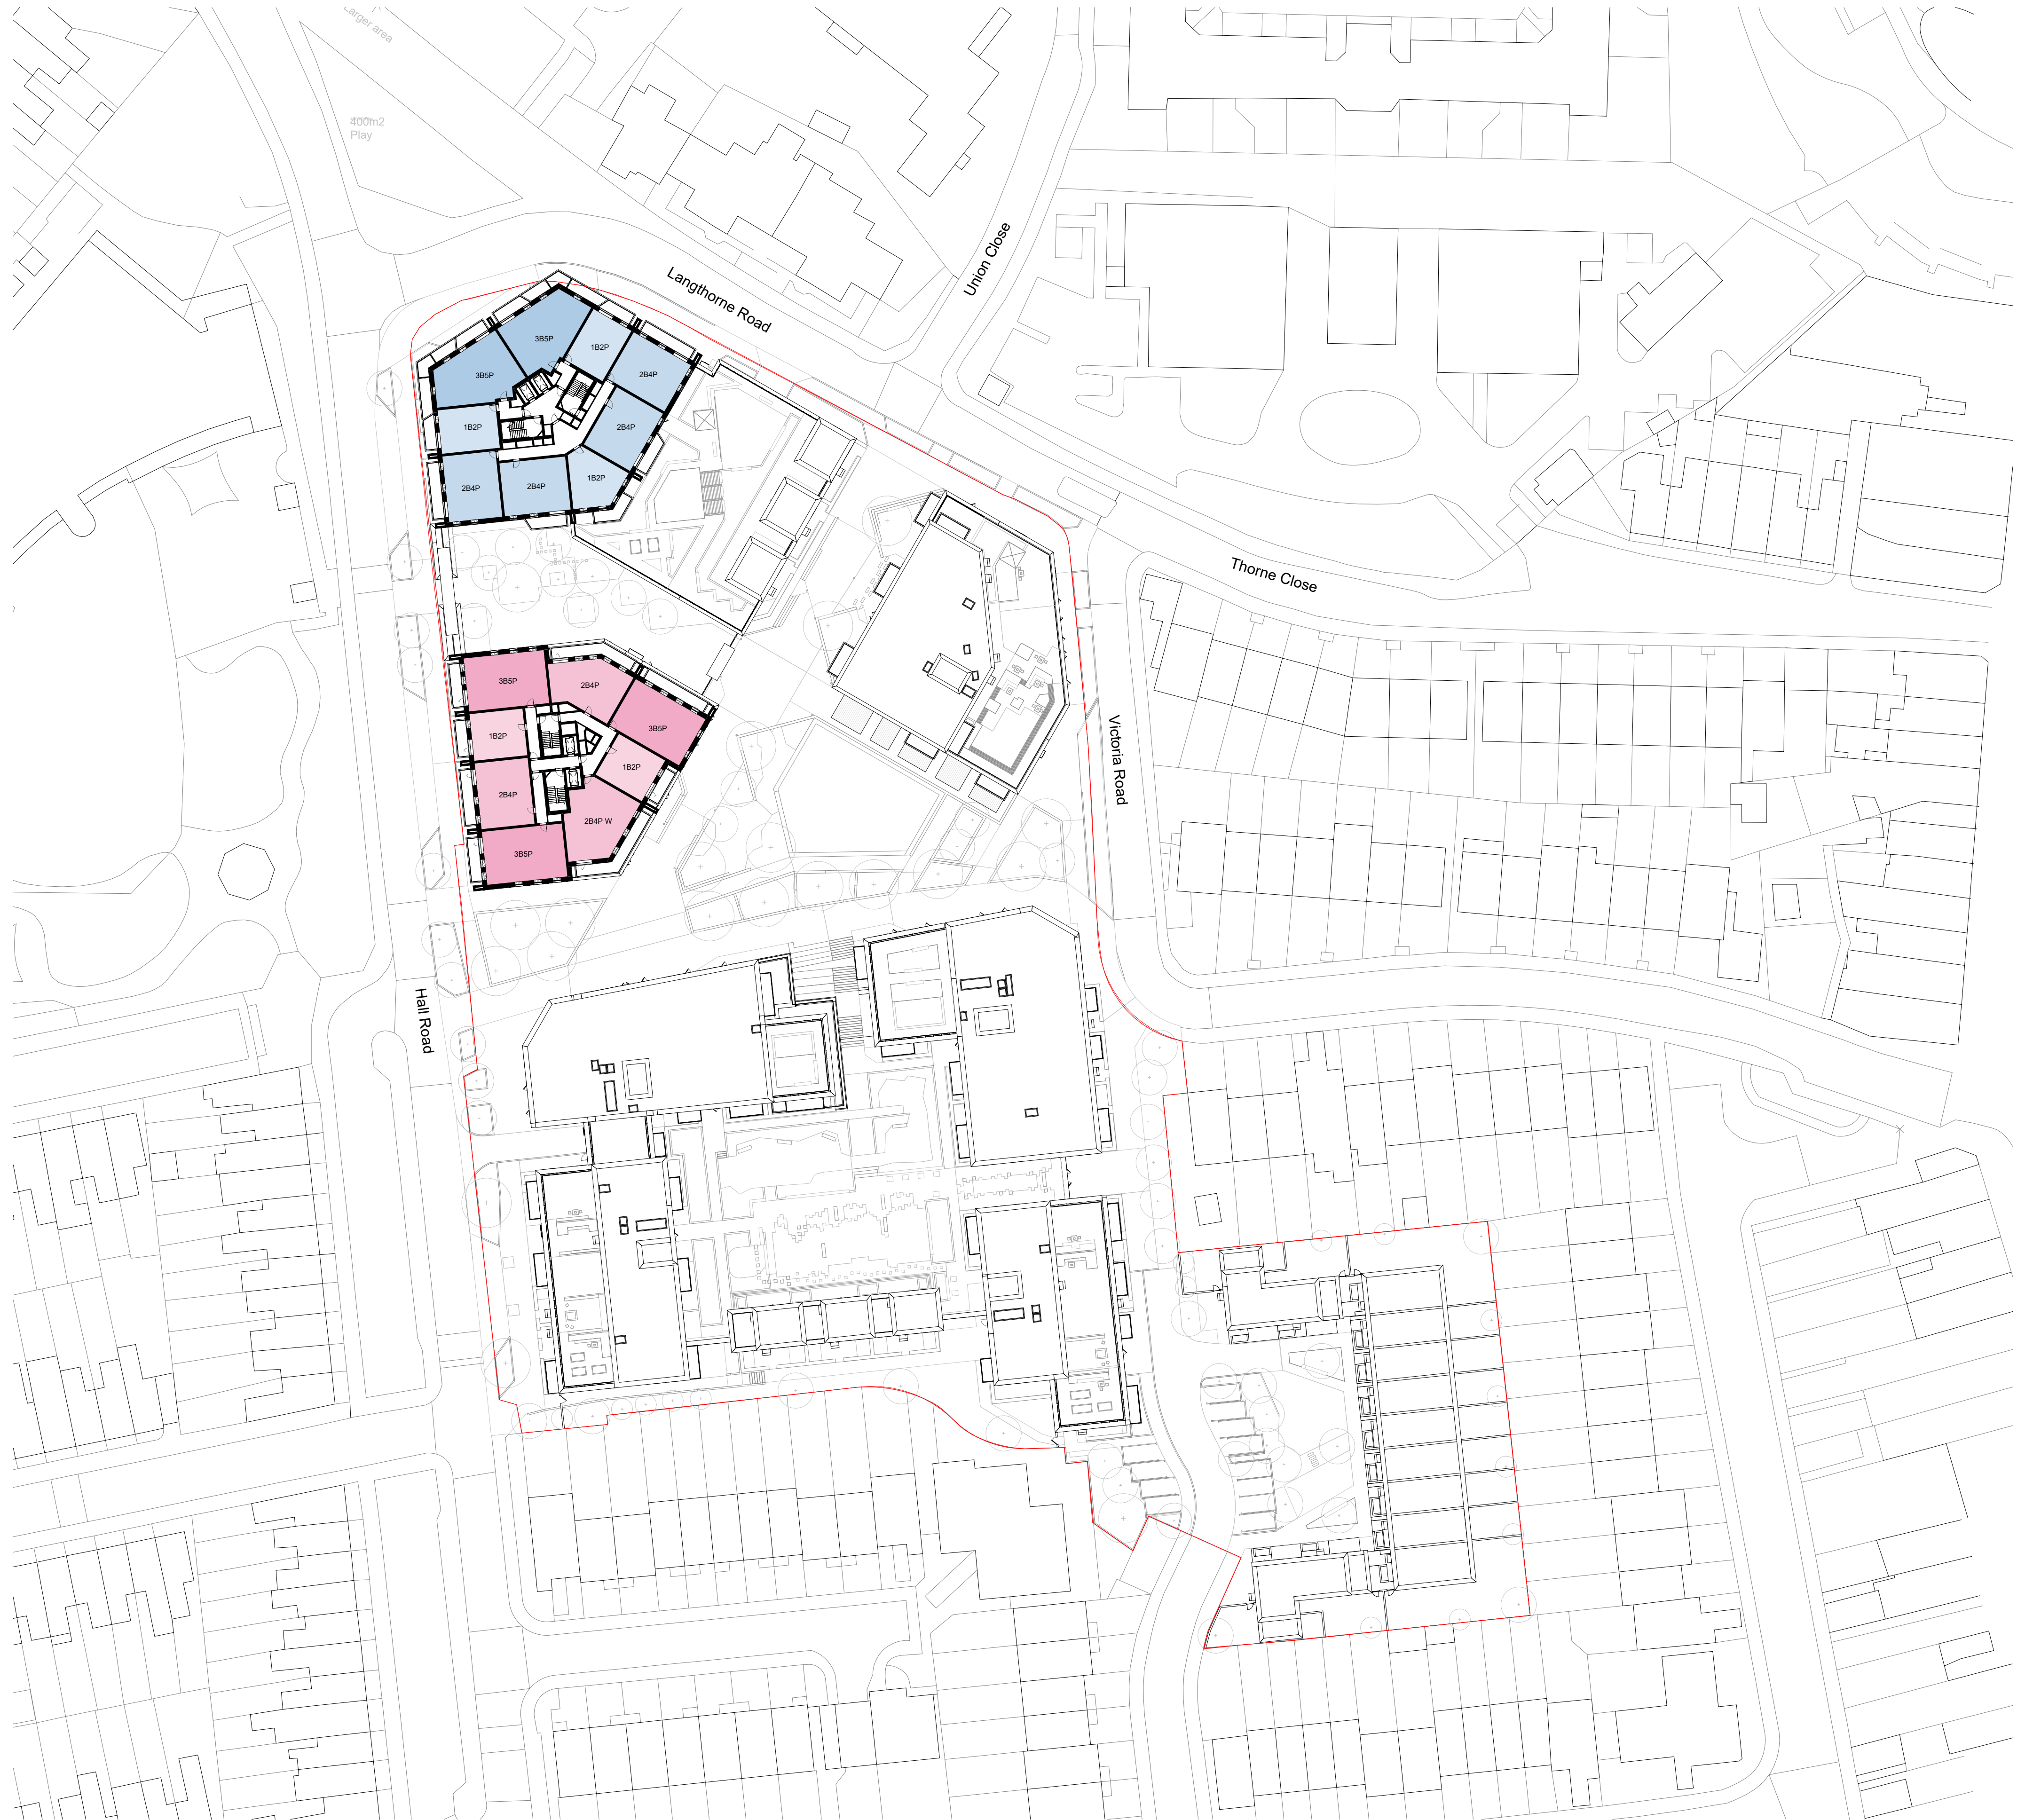 Larger area
400m2
Play
Langthorne Road
Union Close
3B5P
1B2P
3B5P
2B4P
1B2P
2B4P
2B4P
2B4P
1B2P
Thorne Close
3B5P
2B4P
3B5P
1B2P
1B2P
2B4P
2B4P W
3B5P
Victoria Road
Hall Road